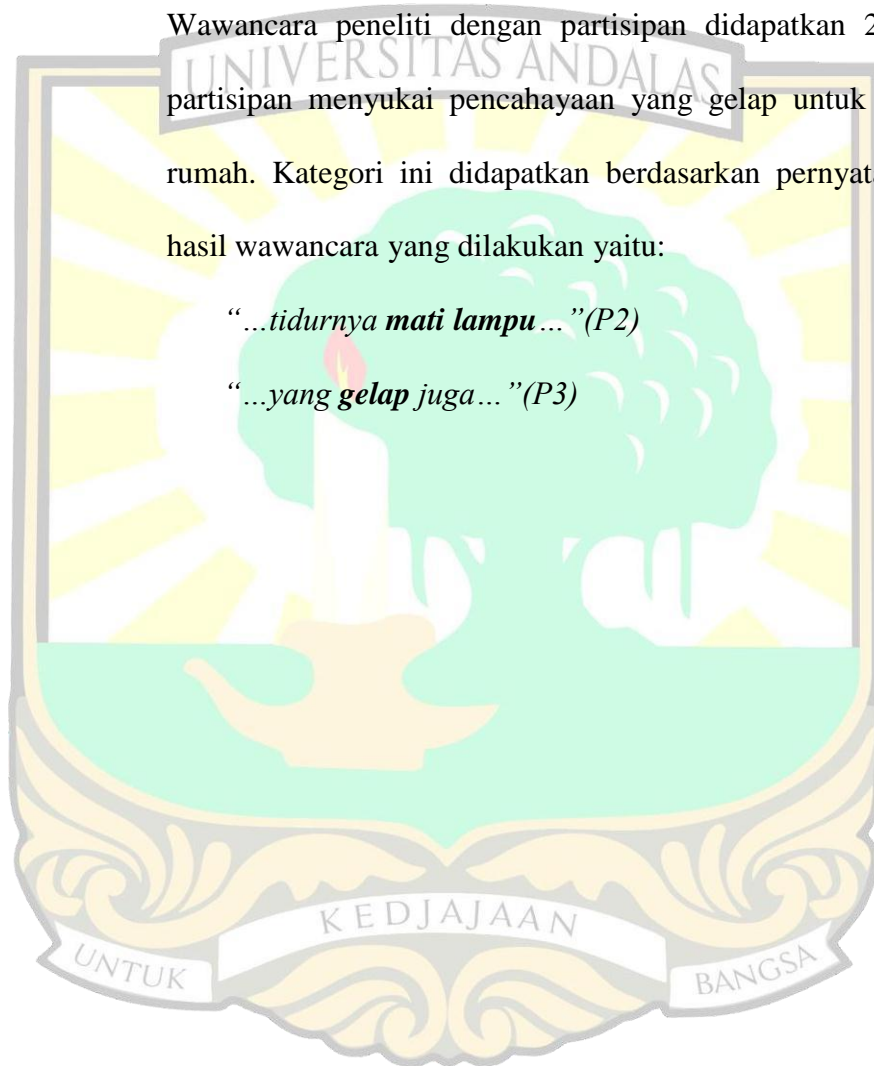 Wawancara peneliti dengan partisipan didapatkan 2
UNIVERSITAS ANDALAS
partisipan menyukai pencahayaan yang gelap untuk
rumah. Kategori ini didapatkan berdasarkan
hasil wawancara yang dilakukan yaitu:
“…tidurnya mati lampu…”(P2)
“…yang gelap juga…”(P3)
KEDJAJAAN
UNTUK
BANGSA